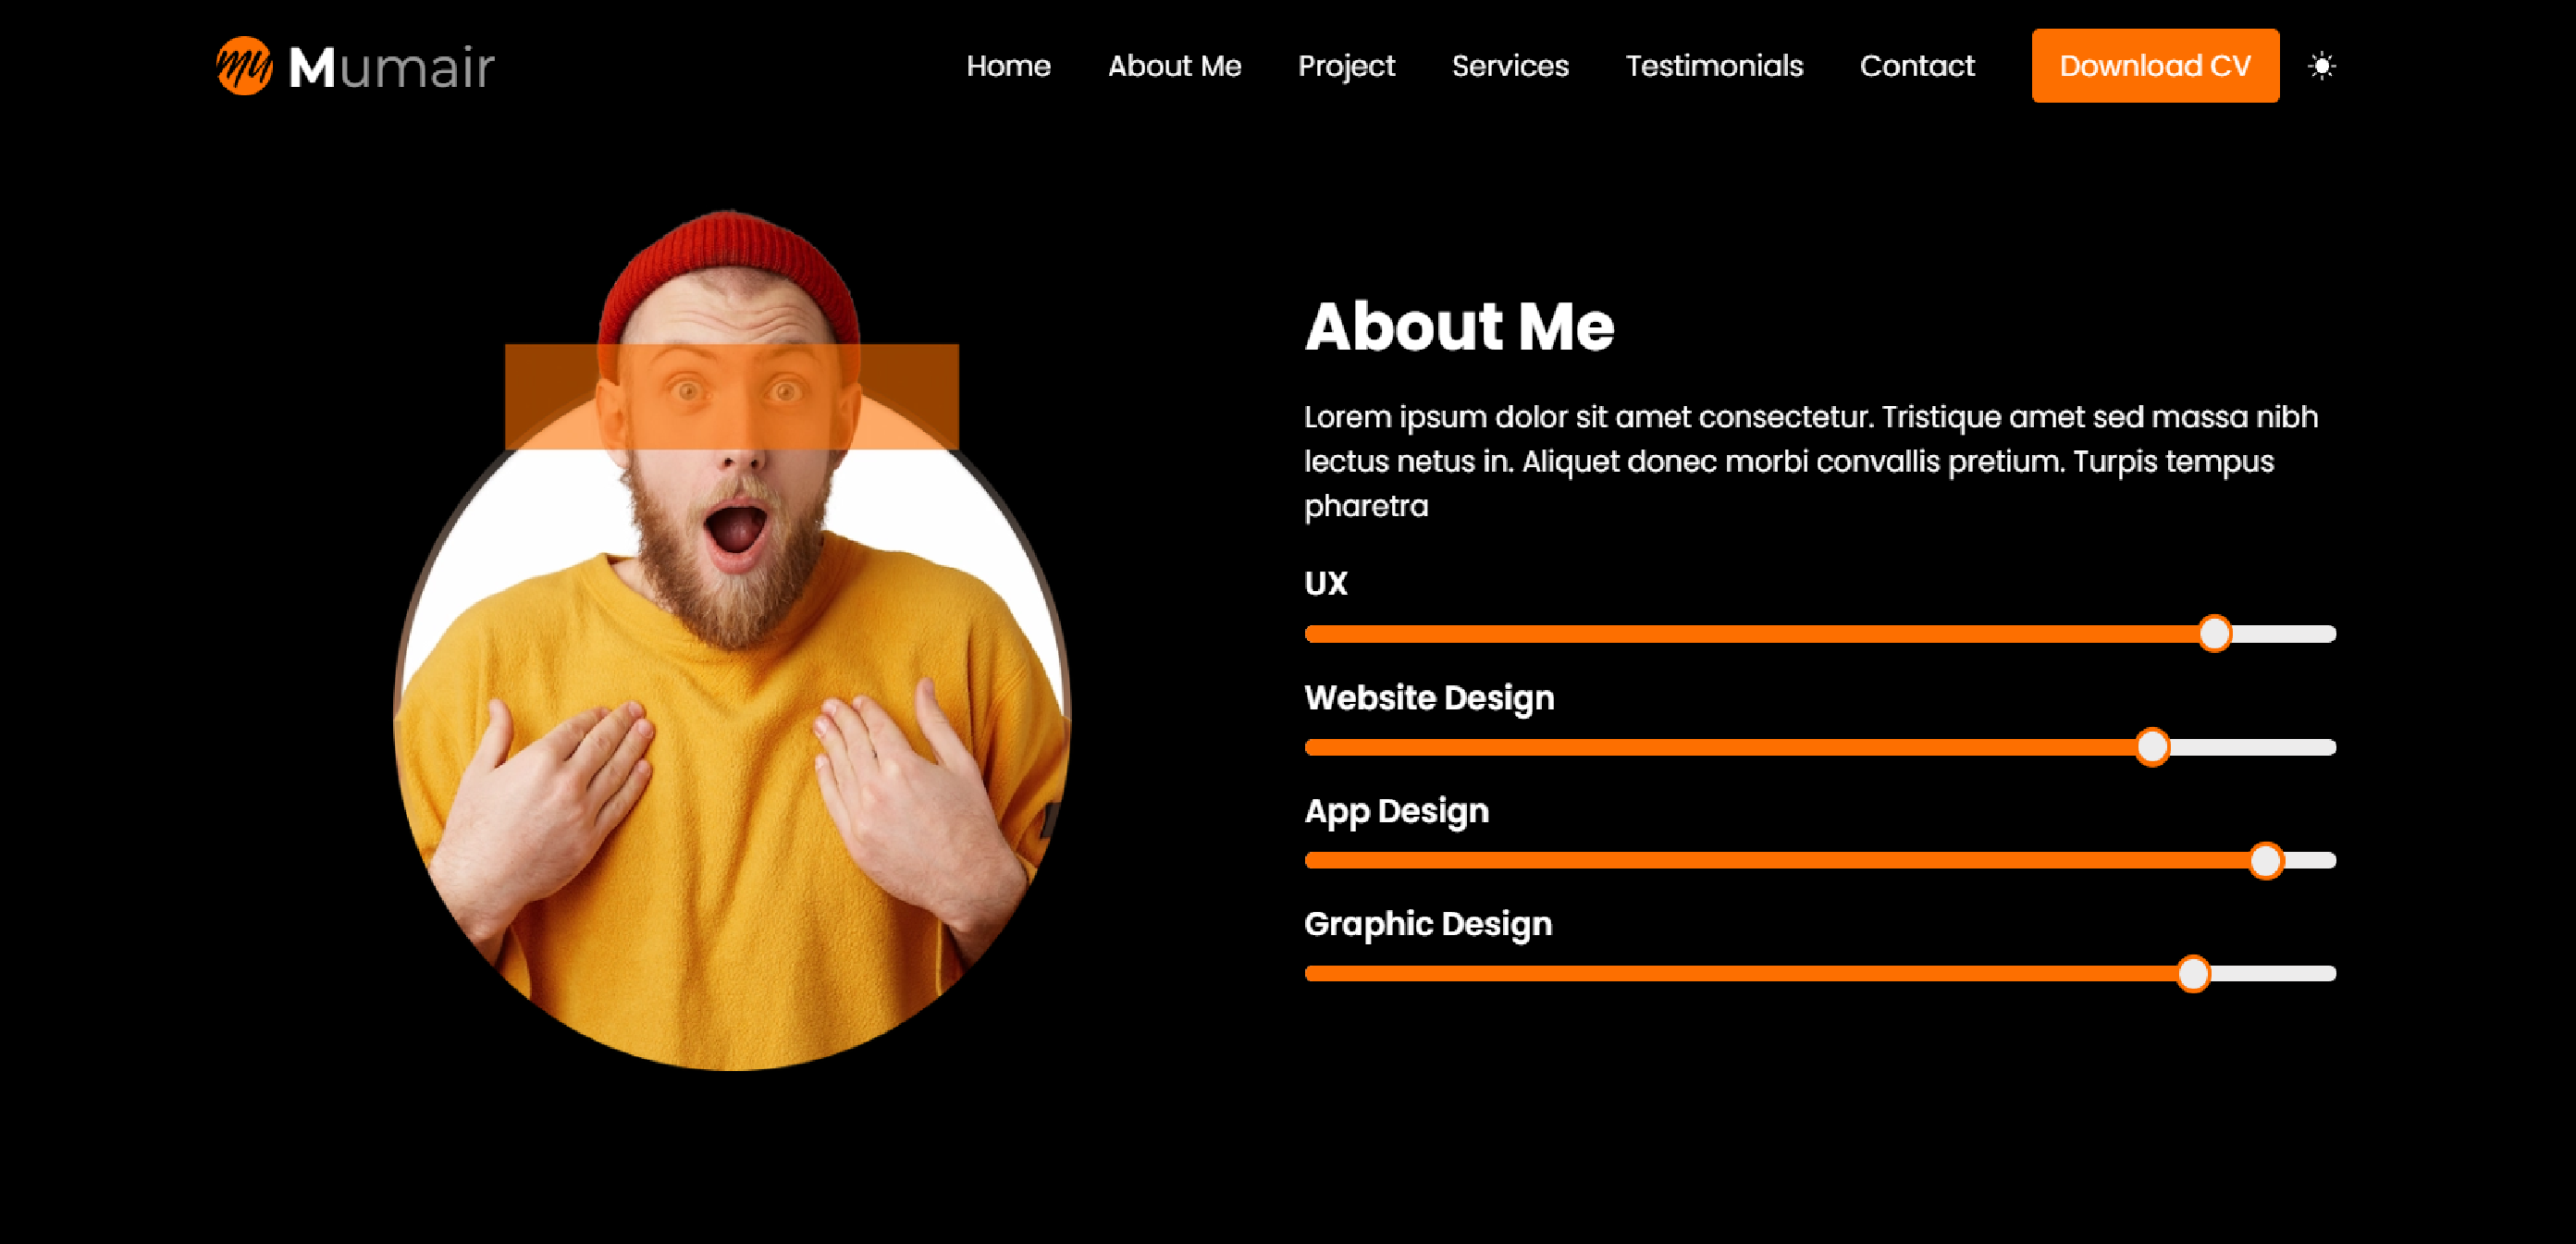 Mumair
Home About Me Project Services Testimonials Contact Download CV
About Me
Lorem ipsum dolor sit amet consectetur. Tristique amet sed massa nibh
lectus netus in. Aliquet donec morbi convallis pretium. Turpis tempus
pharetra
UX
Website Design
App Design
Graphic Design